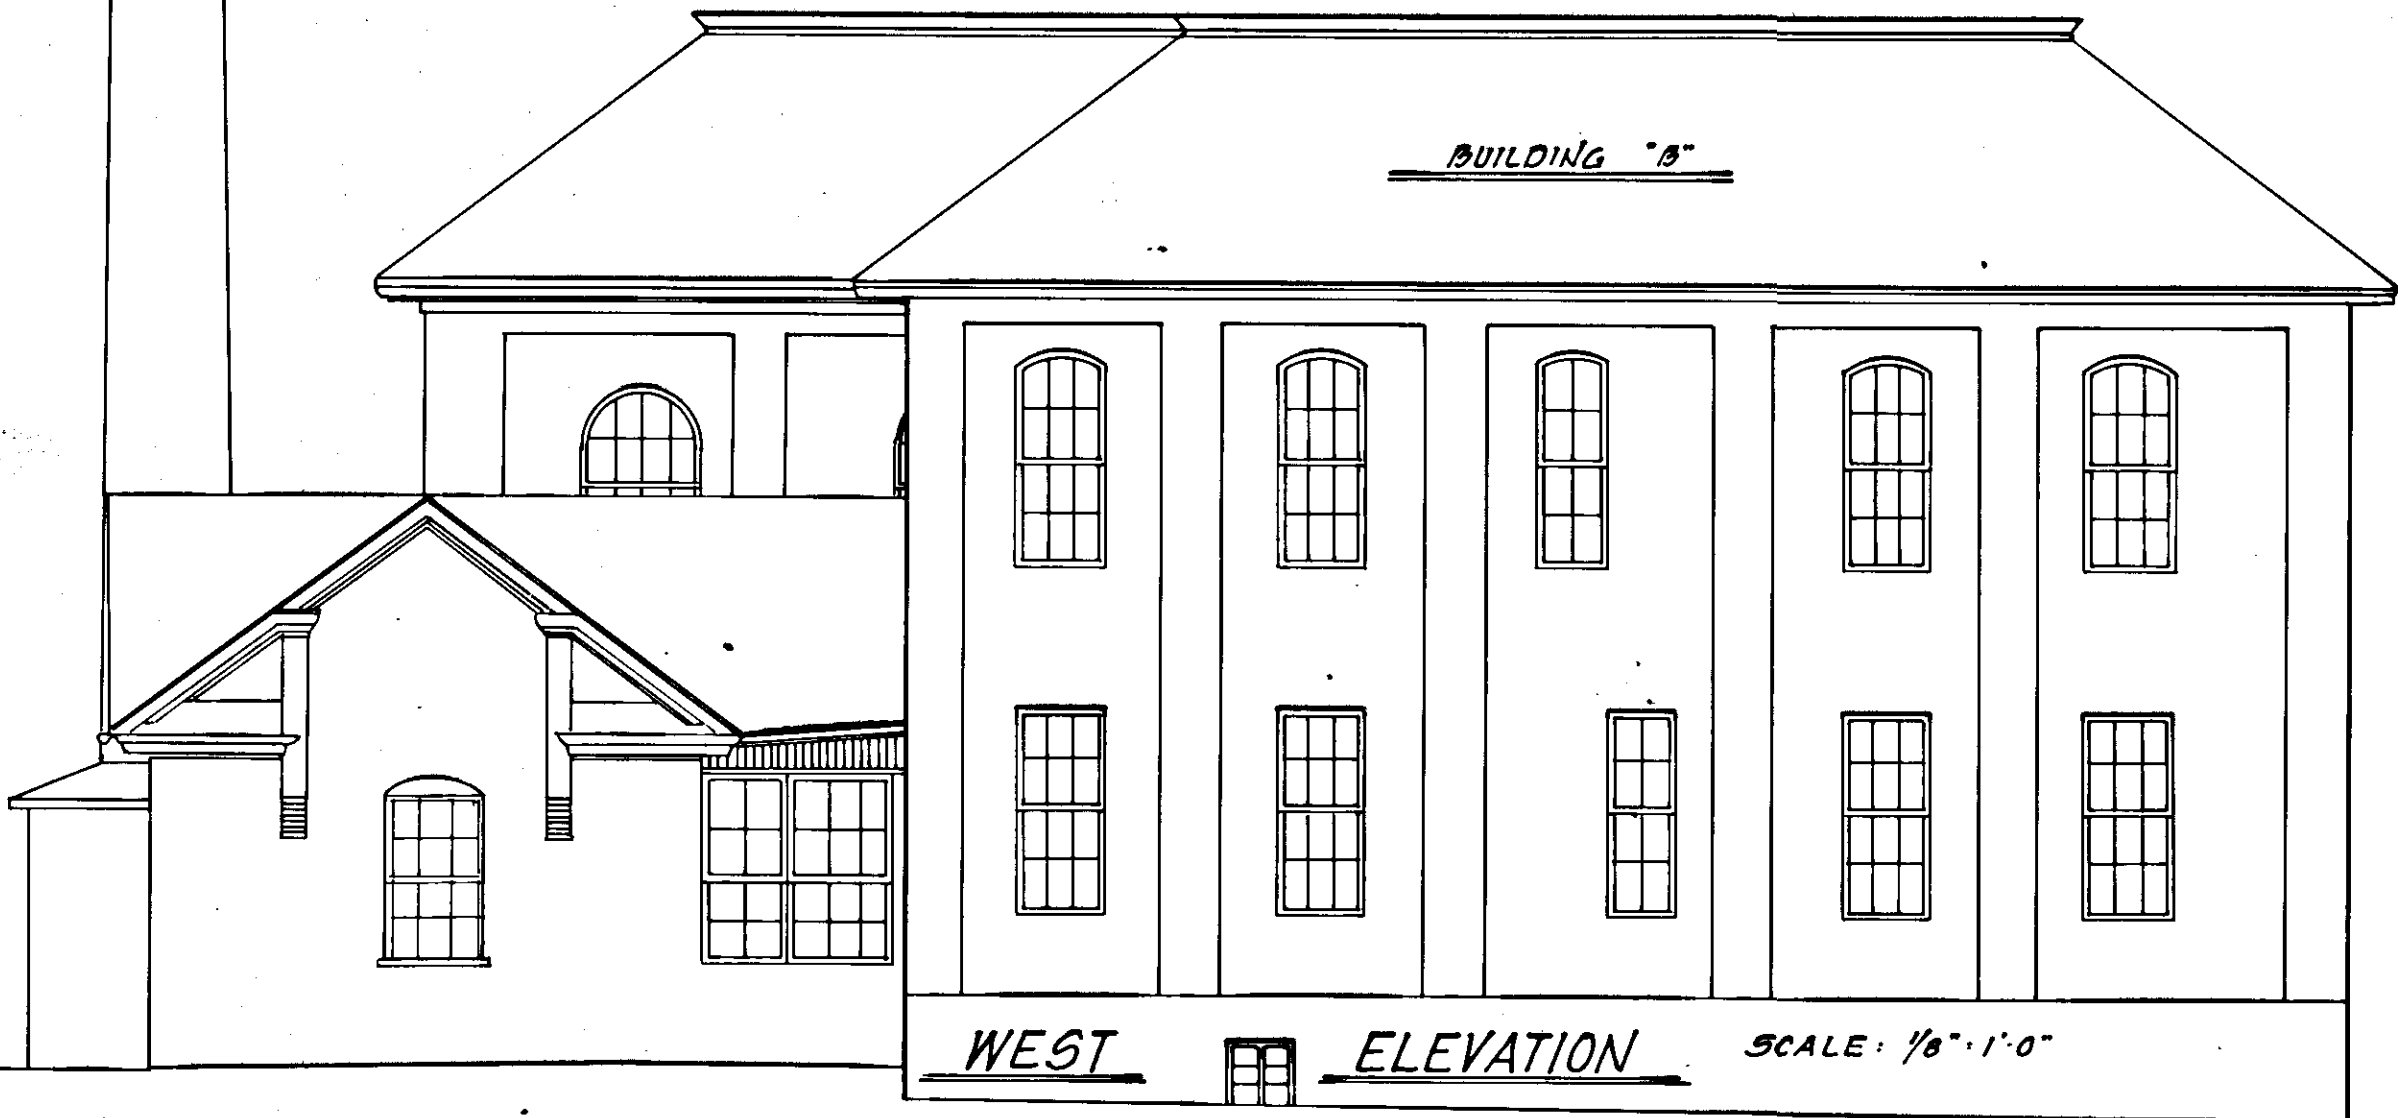 BUILDING "B"
WEST ELEVATION SCALE: 1/8" = 1'-0"